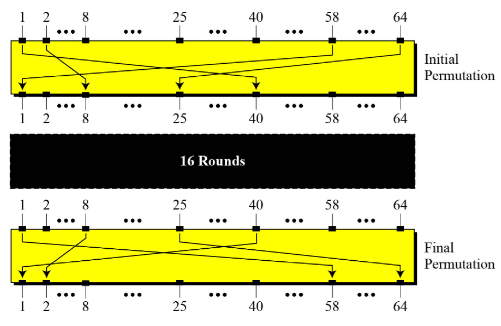 1 2 ••• 8 ••• 25 ••• 40 ••• 58 ••• 64
Initial
Permutation
••• ••• ••• ••• •••
1 2 8 25 40 58 64
16 Rounds
1 2 ••• 8 ••• 25 ••• 40 ••• 58 ••• 64
Final
Permutation
••• ••• ••• ••• •••
1 2 8 25 40 58 64